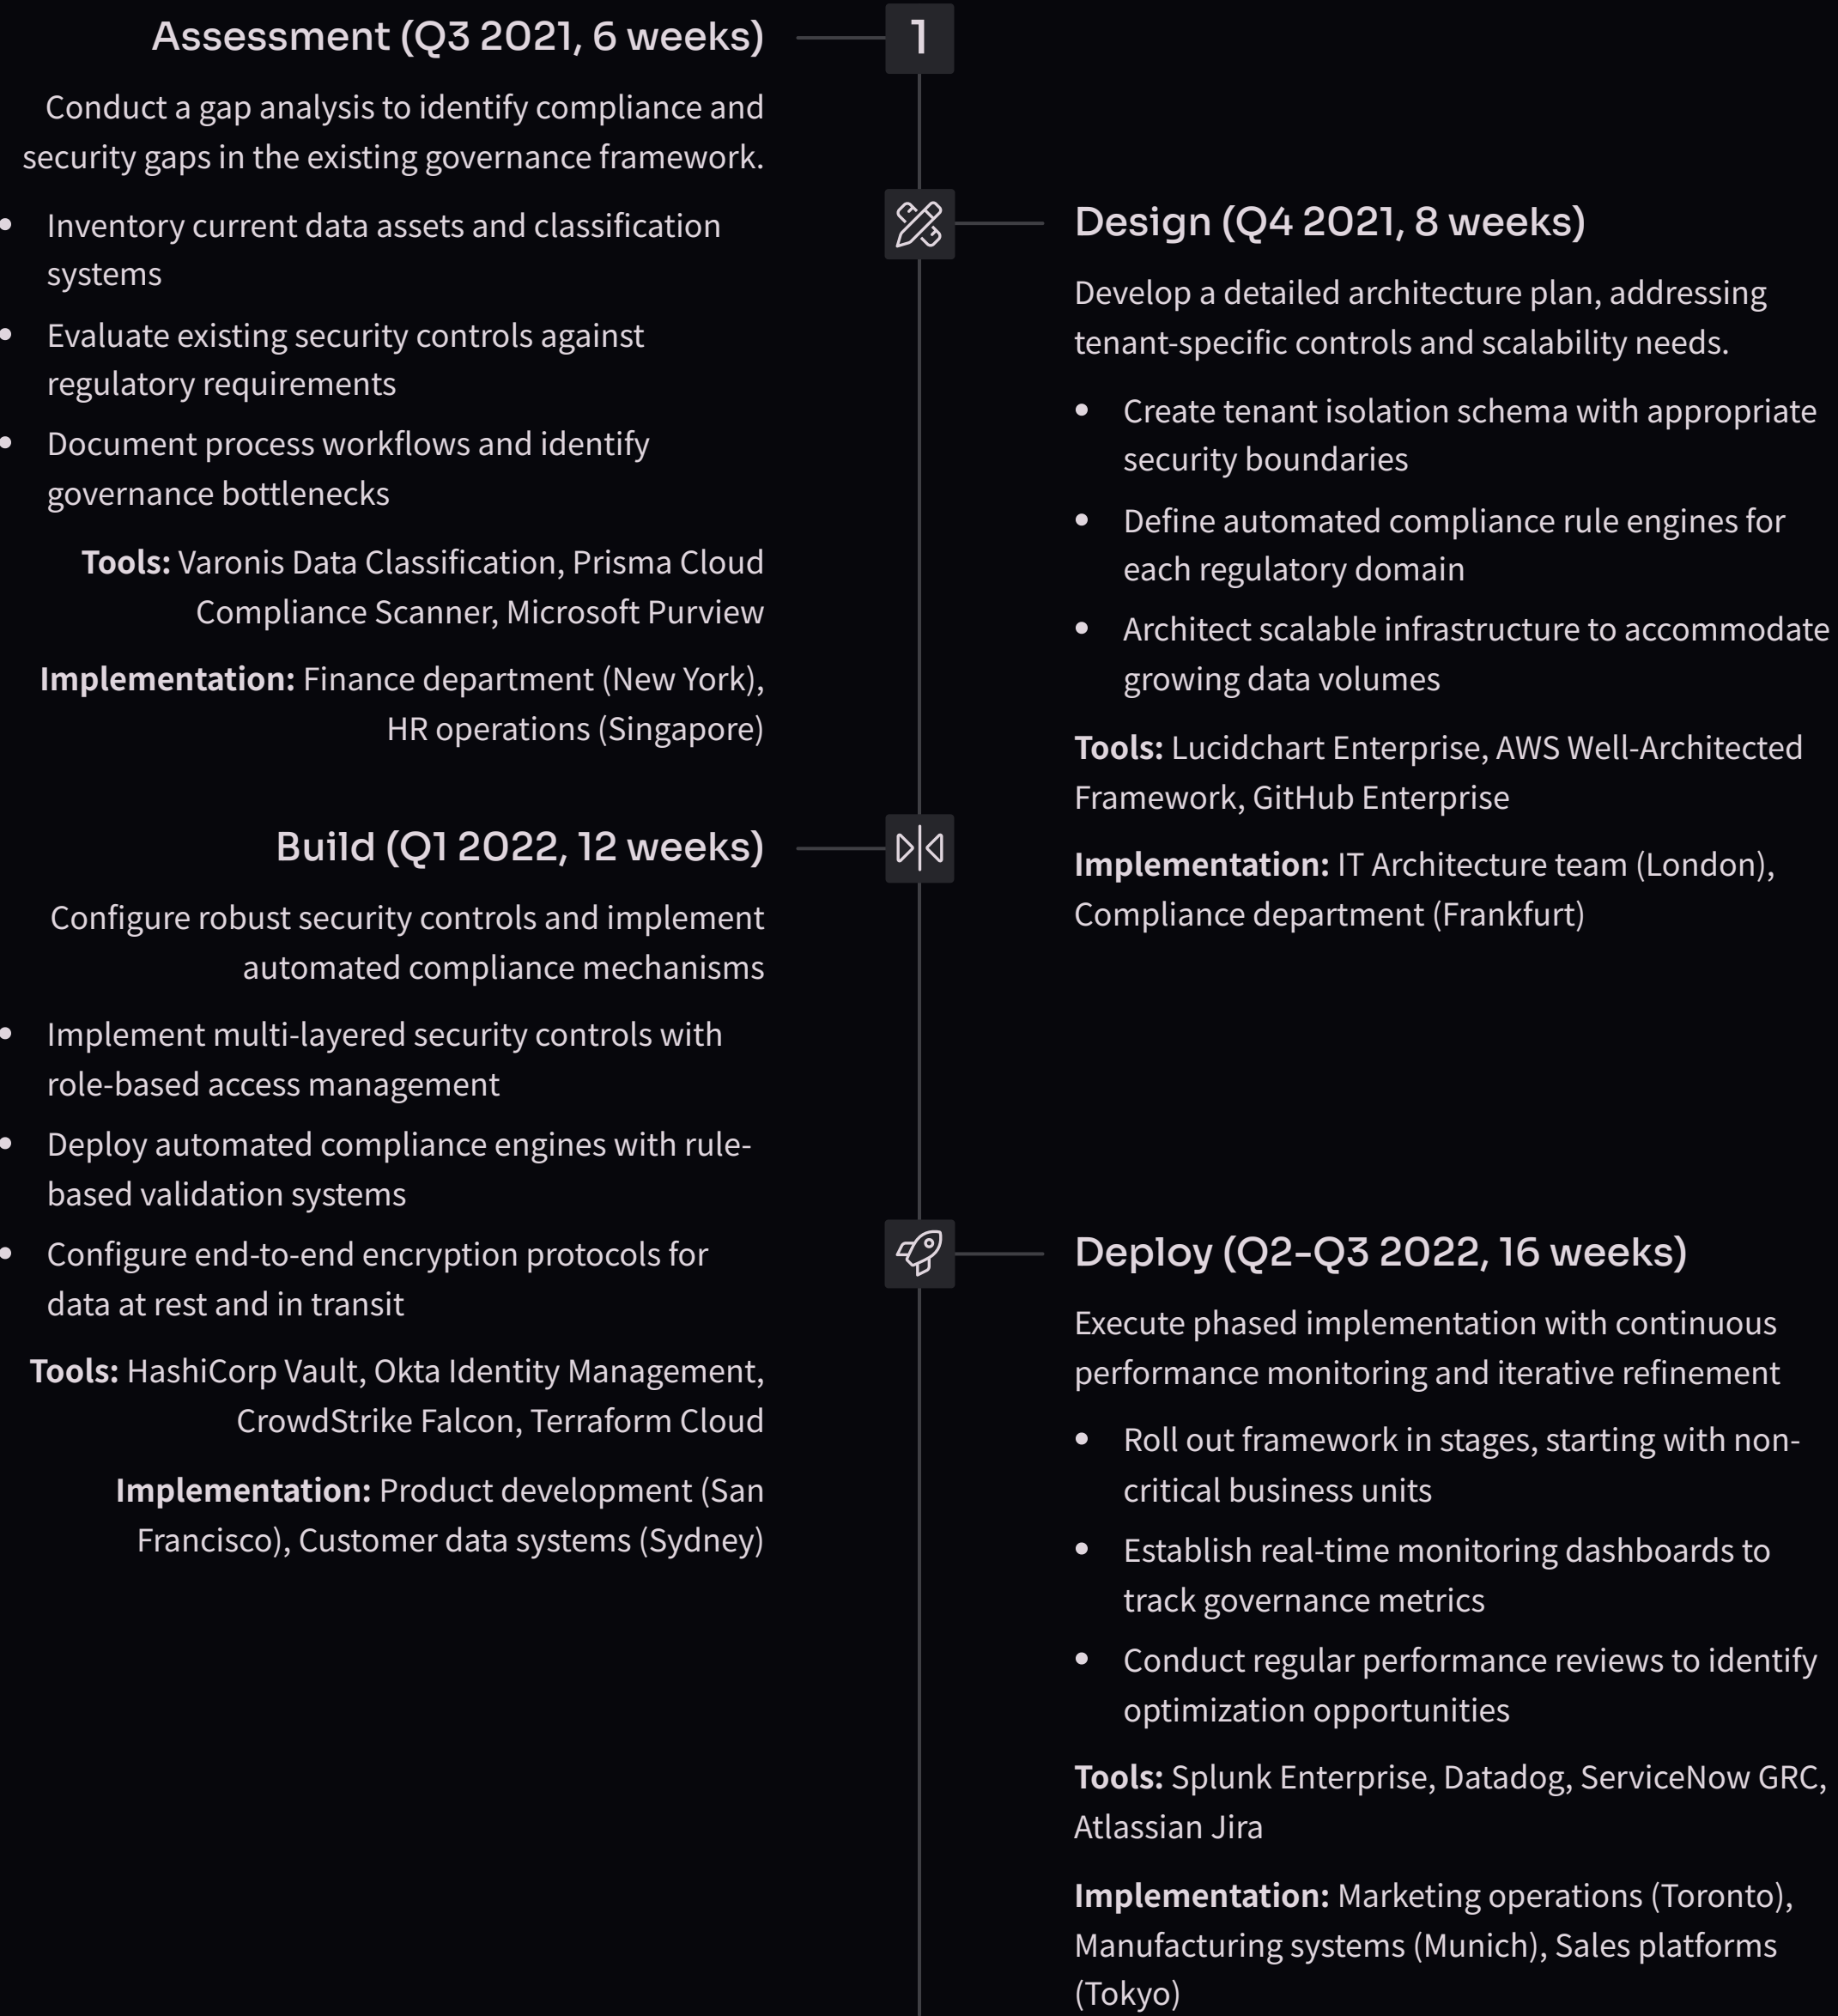 Assessment (Q3 2021, 6 weeks)
1
Conduct a gap analysis to identify compliance and
security gaps in the existing governance framework.
• Inventory current data assets and classification
systems
• Evaluate existing security controls against
regulatory requirements
• Document process workflows and identify
governance bottlenecks
Tools: Varonis Data Classification, Prisma Cloud
Compliance Scanner, Microsoft Purview
Implementation: Finance department (New York),
HR operations (Singapore)
Design (Q4 2021, 8 weeks)
Develop a detailed architecture plan, addressing
tenant-specific controls and scalability needs.
• Create tenant isolation schema with appropriate
security boundaries
• Define automated compliance rule engines for
each regulatory domain
• Architect scalable infrastructure to accommodate
growing data volumes
Tools: Lucidchart Enterprise, AWS Well-Architected
Framework, GitHub Enterprise
Implementation: IT Architecture team (London),
Compliance department (Frankfurt)
Build (Q1 2022, 12 weeks)
Configure robust security controls and implement
automated compliance mechanisms
• Implement multi-layered security controls with
role-based access management
• Deploy automated compliance engines with rule-
based validation systems
• Configure end-to-end encryption protocols for
data at rest and in transit
Tools: HashiCorp Vault, Okta Identity Management,
CrowdStrike Falcon, Terraform Cloud
Implementation: Product development (San
Francisco), Customer data systems (Sydney)
Deploy (Q2-Q3 2022, 16 weeks)
Execute phased implementation with continuous
performance monitoring and iterative refinement
• Roll out framework in stages, starting with non-
critical business units
• Establish real-time monitoring dashboards to
track governance metrics
• Conduct regular performance reviews to identify
optimization opportunities
Tools: Splunk Enterprise, Datadog, ServiceNow GRC,
Atlassian Jira
Implementation: Marketing operations (Toronto),
Manufacturing systems (Munich), Sales platforms
(Tokyo)